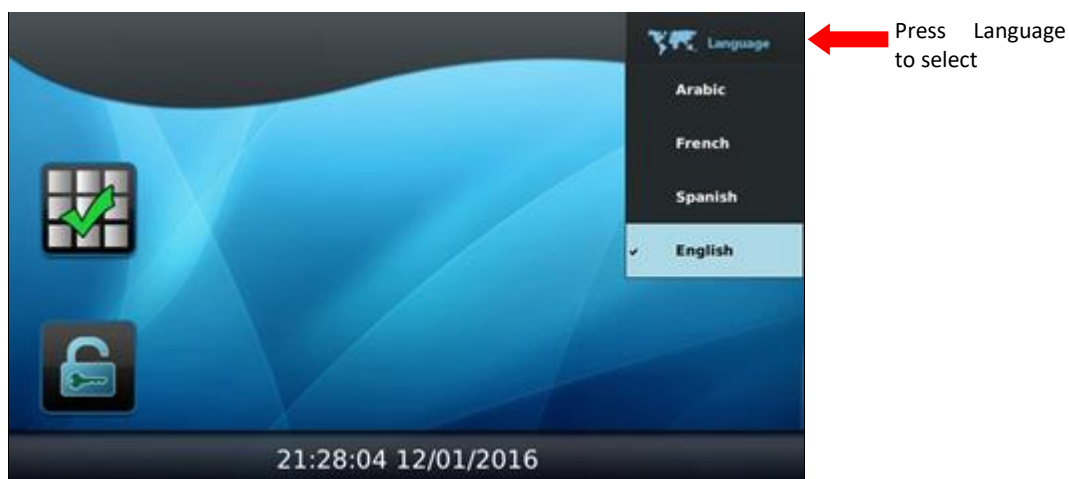 Language
Arabic
French
Spanish
English
21:28:04 12/01/2016
Press Language
to select